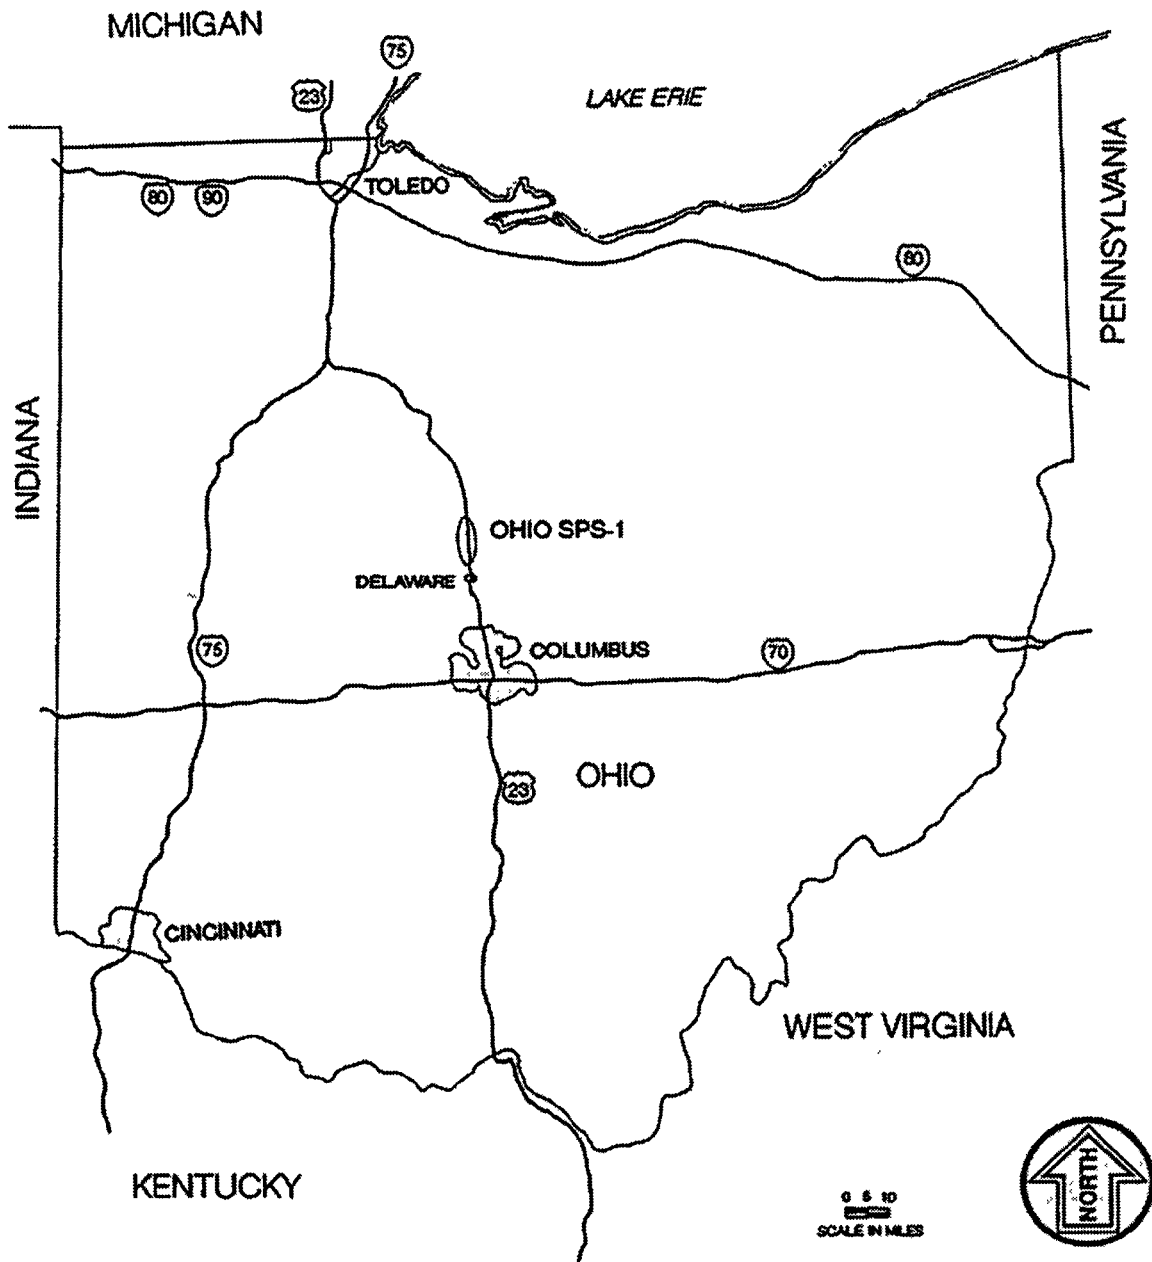 MICHIGAN
75
23
LAKE ERIE
PENNSYLVANIA
TOLEDO
80
90
80
INDIANA
OHIO SPS-1
DELAWARE
75
COLUMBUS
70
OHIO
23
CINCINNATI
WEST VIRGINIA
KENTUCKY
NORTH
0 5 10
SCALE IN MILES